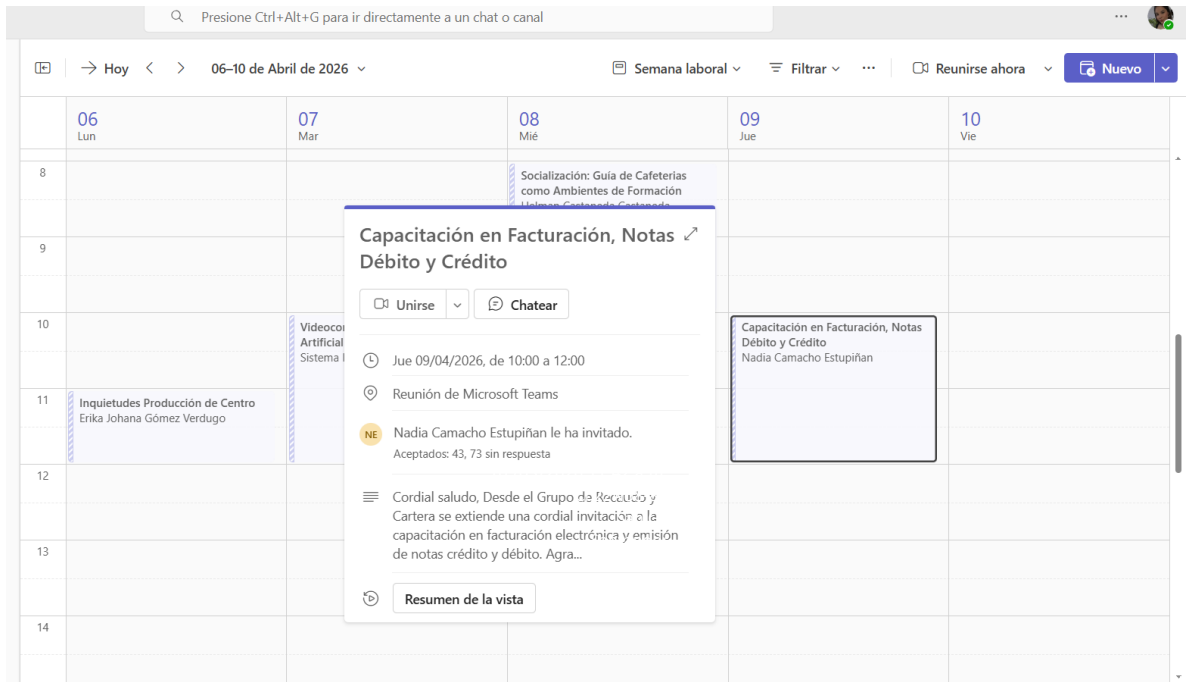 Presione Ctrl+Alt+G para ir directamente a un chat o canal
Hoy
06–10 de Abril de 2026
Semana laboral
Filtrar
Reunirse ahora
Nuevo
06
Lun
07
Mar
08
Mié
09
Jue
10
Vie
8
9
10
11
12
13
14
Socialización: Guía de Cafeterias
como Ambientes de Formación
Inquietudes Producción de Centro
Erika Johana Gómez Verdugo
Artificial
Sistema
Capacitación en Facturación, Notas
Débito y Crédito
Nadia Camacho Estupiñan
Capacitación en Facturación, Notas
Débito y Crédito
Unirse
Chatear
Jue 09/04/2026, de 10:00 a 12:00
Reunión de Microsoft Teams
NE
Nadia Camacho Estupiñan le ha invitado.
Aceptados: 43, 73 sin respuesta
Cordial saludo, Desde el Grupo de Recaudo y
Cartera se extiende una cordial invitación a la
capacitación en facturación electrónica y emisión
de notas crédito y débito. Agra...
Resumen de la vista